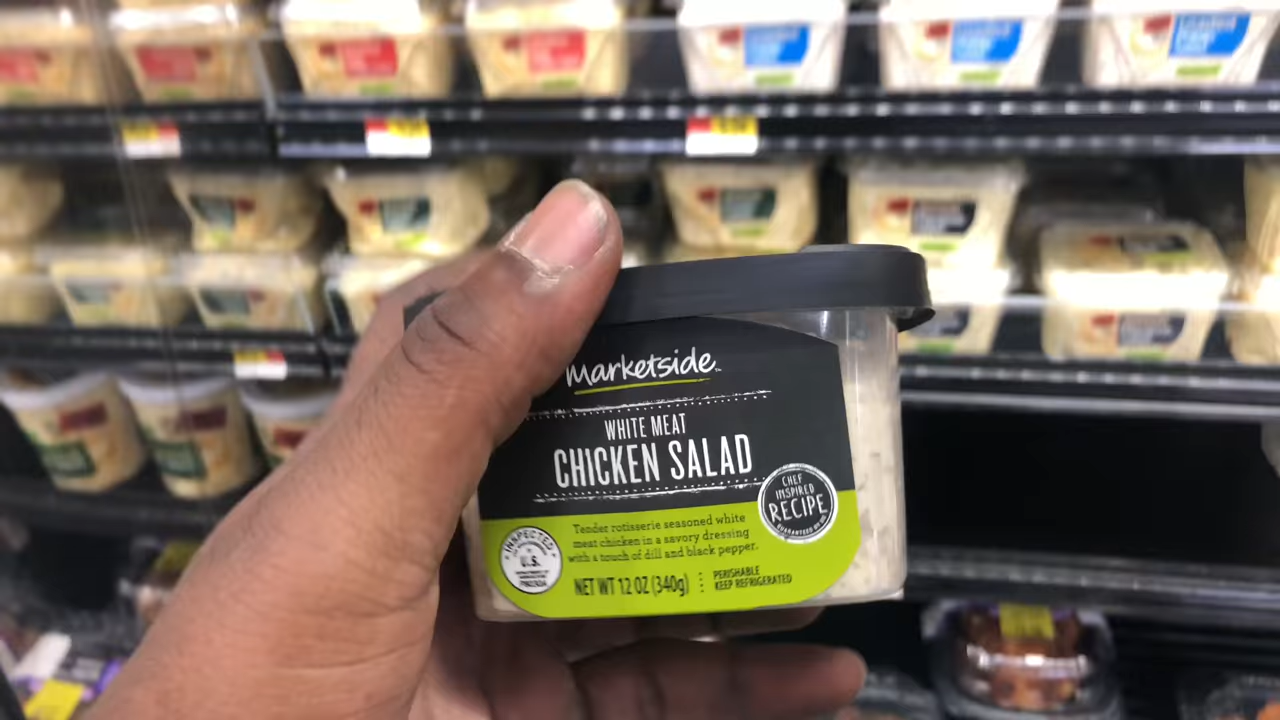 Marketside
WHITE MEAT
CHICKEN SALAD
CHEF
INSPIRED
RECIPE
Tender rotisserie seasoned white
meat chicken in a savory dressing
with a touch of dill and black pepper.
INSPECTED
U.S.
NET WT 12 OZ (340g)
PERISHABLE
KEEP REFRIGERATED